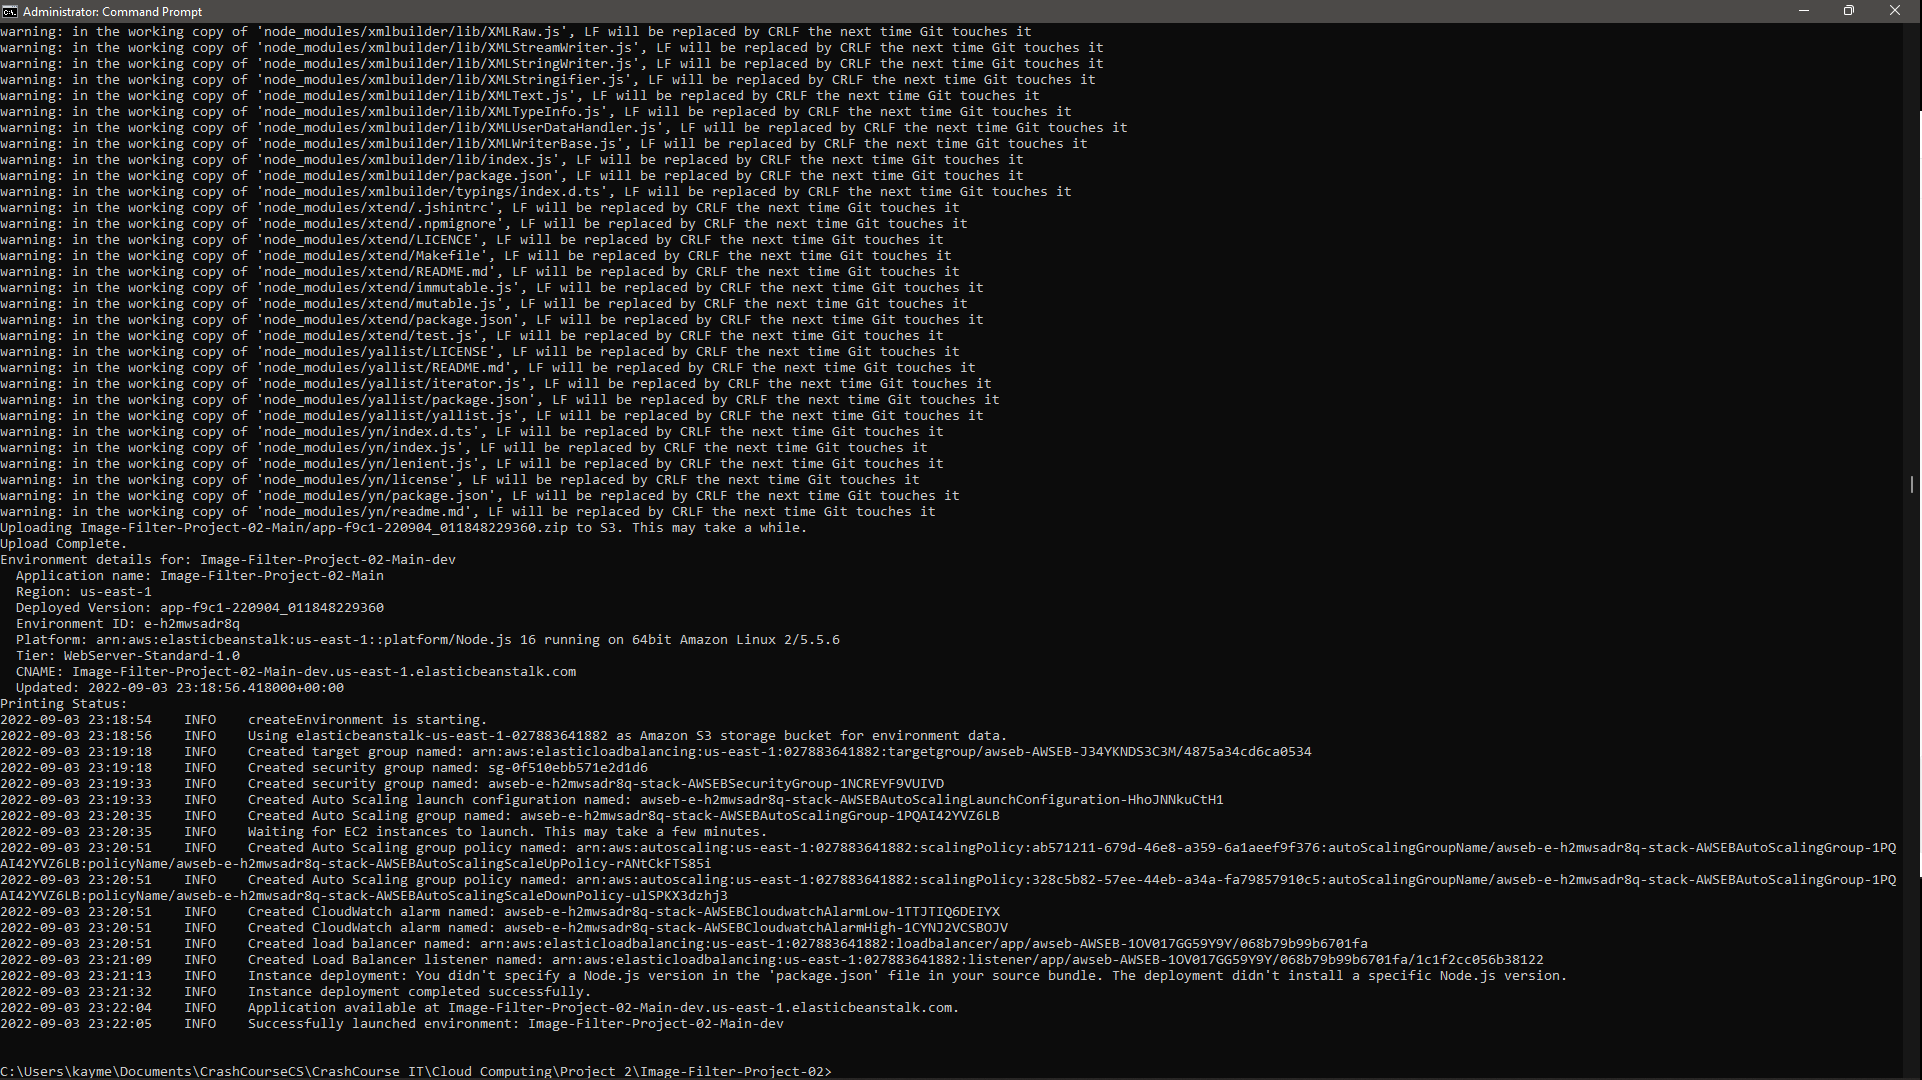 Administrator: Command Prompt
warning: in the working copy of 'node_modules/xmlbuilder/lib/XMLRaw.js', LF will be replaced by CRLF the next time Git touches it
warning: in the working copy of 'node_modules/xmlbuilder/lib/XMLStreamWriter.js', LF will be replaced by CRLF the next time Git touches it
warning: in the working copy of 'node_modules/xmlbuilder/lib/XMLStringWriter.js', LF will be replaced by CRLF the next time Git touches it
warning: in the working copy of 'node_modules/xmlbuilder/lib/XMLStringifier.js', LF will be replaced by CRLF the next time Git touches it
warning: in the working copy of 'node_modules/xmlbuilder/lib/XMLText.js', LF will be replaced by CRLF the next time Git touches it
warning: in the working copy of 'node_modules/xmlbuilder/lib/XMLTypeInfo.js', LF will be replaced by CRLF the next time Git touches it
warning: in the working copy of 'node_modules/xmlbuilder/lib/XMLUserDataHandler.js', LF will be replaced by CRLF the next time Git touches it
warning: in the working copy of 'node_modules/xmlbuilder/lib/XMLWriterBase.js', LF will be replaced by CRLF the next time Git touches it
warning: in the working copy of 'node_modules/xmlbuilder/lib/index.js', LF will be replaced by CRLF the next time Git touches it
warning: in the working copy of 'node_modules/xmlbuilder/package.json', LF will be replaced by CRLF the next time Git touches it
warning: in the working copy of 'node_modules/xmlbuilder/typings/index.d.ts', LF will be replaced by CRLF the next time Git touches it
warning: in the working copy of 'node_modules/xtend/.jshintrc', LF will be replaced by CRLF the next time Git touches it
warning: in the working copy of 'node_modules/xtend/.npmignore', LF will be replaced by CRLF the next time Git touches it
warning: in the working copy of 'node_modules/xtend/LICENCE', LF will be replaced by CRLF the next time Git touches it
warning: in the working copy of 'node_modules/xtend/Makefile', LF will be replaced by CRLF the next time Git touches it
warning: in the working copy of 'node_modules/xtend/README.md', LF will be replaced by CRLF the next time Git touches it
warning: in the working copy of 'node_modules/xtend/immutable.js', LF will be replaced by CRLF the next time Git touches it
warning: in the working copy of 'node_modules/xtend/mutable.js', LF will be replaced by CRLF the next time Git touches it
warning: in the working copy of 'node_modules/xtend/package.json', LF will be replaced by CRLF the next time Git touches it
warning: in the working copy of 'node_modules/xtend/test.js', LF will be replaced by CRLF the next time Git touches it
warning: in the working copy of 'node_modules/yallist/LICENSE', LF will be replaced by CRLF the next time Git touches it
warning: in the working copy of 'node_modules/yallist/README.md', LF will be replaced by CRLF the next time Git touches it
warning: in the working copy of 'node_modules/yallist/iterator.js', LF will be replaced by CRLF the next time Git touches it
warning: in the working copy of 'node_modules/yallist/package.json', LF will be replaced by CRLF the next time Git touches it
warning: in the working copy of 'node_modules/yallist/yallist.js', LF will be replaced by CRLF the next time Git touches it
warning: in the working copy of 'node_modules/yn/index.d.ts', LF will be replaced by CRLF the next time Git touches it
warning: in the working copy of 'node_modules/yn/index.js', LF will be replaced by CRLF the next time Git touches it
warning: in the working copy of 'node_modules/yn/lenient.js', LF will be replaced by CRLF the next time Git touches it
warning: in the working copy of 'node_modules/yn/license', LF will be replaced by CRLF the next time Git touches it
warning: in the working copy of 'node_modules/yn/package.json', LF will be replaced by CRLF the next time Git touches it
warning: in the working copy of 'node_modules/yn/readme.md', LF will be replaced by CRLF the next time Git touches it
Uploading Image-Filter-Project-02-Main/app-f9c1-220904_011848229360.zip to S3. This may take a while.
Upload Complete.
Environment details for: Image-Filter-Project-02-Main-dev
  Application name: Image-Filter-Project-02-Main
  Region: us-east-1
  Deployed Version: app-f9c1-220904_011848229360
  Environment ID: e-h2mwsadr8q
  Platform: arn:aws:elasticbeanstalk:us-east-1::platform/Node.js 16 running on 64bit Amazon Linux 2/5.5.6
  Tier: WebServer-Standard-1.0
  CNAME: Image-Filter-Project-02-Main-dev.us-east-1.elasticbeanstalk.com
  Updated: 2022-09-03 23:18:56.418000+00:00
Printing Status:
2022-09-03 23:18:54    INFO    createEnvironment is starting.
2022-09-03 23:18:56    INFO    Using elasticbeanstalk-us-east-1-027883641882 as Amazon S3 storage bucket for environment data.
2022-09-03 23:19:18    INFO    Created target group named: arn:aws:elasticloadbalancing:us-east-1:027883641882:targetgroup/awseb-AWSEB-J34YKNDS3C3M/4875a34cd6ca0534
2022-09-03 23:19:18    INFO    Created security group named: sg-0f510ebb571e2d1d6
2022-09-03 23:19:33    INFO    Created security group named: awseb-e-h2mwsadr8q-stack-AWSEBSecurityGroup-1NCREYF9VUIVD
2022-09-03 23:19:33    INFO    Created Auto Scaling launch configuration named: awseb-e-h2mwsadr8q-stack-AWSEBAutoScalingLaunchConfiguration-HhoJNNkuCtH1
2022-09-03 23:20:35    INFO    Created Auto Scaling group named: awseb-e-h2mwsadr8q-stack-AWSEBAutoScalingGroup-1PQAI42YVZ6LB
2022-09-03 23:20:35    INFO    Waiting for EC2 instances to launch. This may take a few minutes.
2022-09-03 23:20:51    INFO    Created Auto Scaling group policy named: arn:aws:autoscaling:us-east-1:027883641882:scalingPolicy:ab571211-679d-46e8-a359-6a1aeef9f376:autoScalingGroupName/awseb-e-h2mwsadr8q-stack-AWSEBAutoScalingGroup-1PQ
AI42YVZ6LB:policyName/awseb-e-h2mwsadr8q-stack-AWSEBAutoScalingScaleUpPolicy-rANtCkFTS85i
2022-09-03 23:20:51    INFO    Created Auto Scaling group policy named: arn:aws:autoscaling:us-east-1:027883641882:scalingPolicy:328c5b82-57ee-44eb-a34a-fa79857910c5:autoScalingGroupName/awseb-e-h2mwsadr8q-stack-AWSEBAutoScalingGroup-1PQ
AI42YVZ6LB:policyName/awseb-e-h2mwsadr8q-stack-AWSEBAutoScalingScaleDownPolicy-ulSPKX3dzhj3
2022-09-03 23:20:51    INFO    Created CloudWatch alarm named: awseb-e-h2mwsadr8q-stack-AWSEBCloudwatchAlarmLow-1TTJTIQ6DEIYX
2022-09-03 23:20:51    INFO    Created CloudWatch alarm named: awseb-e-h2mwsadr8q-stack-AWSEBCloudwatchAlarmHigh-1CYNJ2VCSBOJV
2022-09-03 23:20:51    INFO    Created load balancer named: arn:aws:elasticloadbalancing:us-east-1:027883641882:loadbalancer/app/awseb-AWSEB-1OV017GG59Y9Y/068b79b99b6701fa
2022-09-03 23:21:09    INFO    Created Load Balancer listener named: arn:aws:elasticloadbalancing:us-east-1:027883641882:listener/app/awseb-AWSEB-1OV017GG59Y9Y/068b79b99b6701fa/1c1f2cc056b38122
2022-09-03 23:21:13    INFO    Instance deployment: You didn't specify a Node.js version in the 'package.json' file in your source bundle. The deployment didn't install a specific Node.js version.
2022-09-03 23:21:32    INFO    Instance deployment completed successfully.
2022-09-03 23:22:04    INFO    Application available at Image-Filter-Project-02-Main-dev.us-east-1.elasticbeanstalk.com.
2022-09-03 23:22:05    INFO    Successfully launched environment: Image-Filter-Project-02-Main-dev
C:\Users\kayme\Documents\CrashCourseCS\CrashCourse IT\Cloud Computing\Project 2\Image-Filter-Project-02>